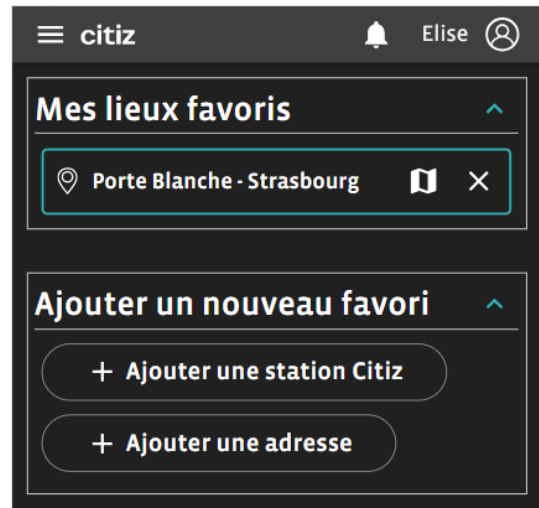 citiz
Elise
Mes lieux favoris
Porte Blanche - Strasbourg
Ajouter un nouveau favori
+ Ajouter une station Citiz
+ Ajouter une adresse